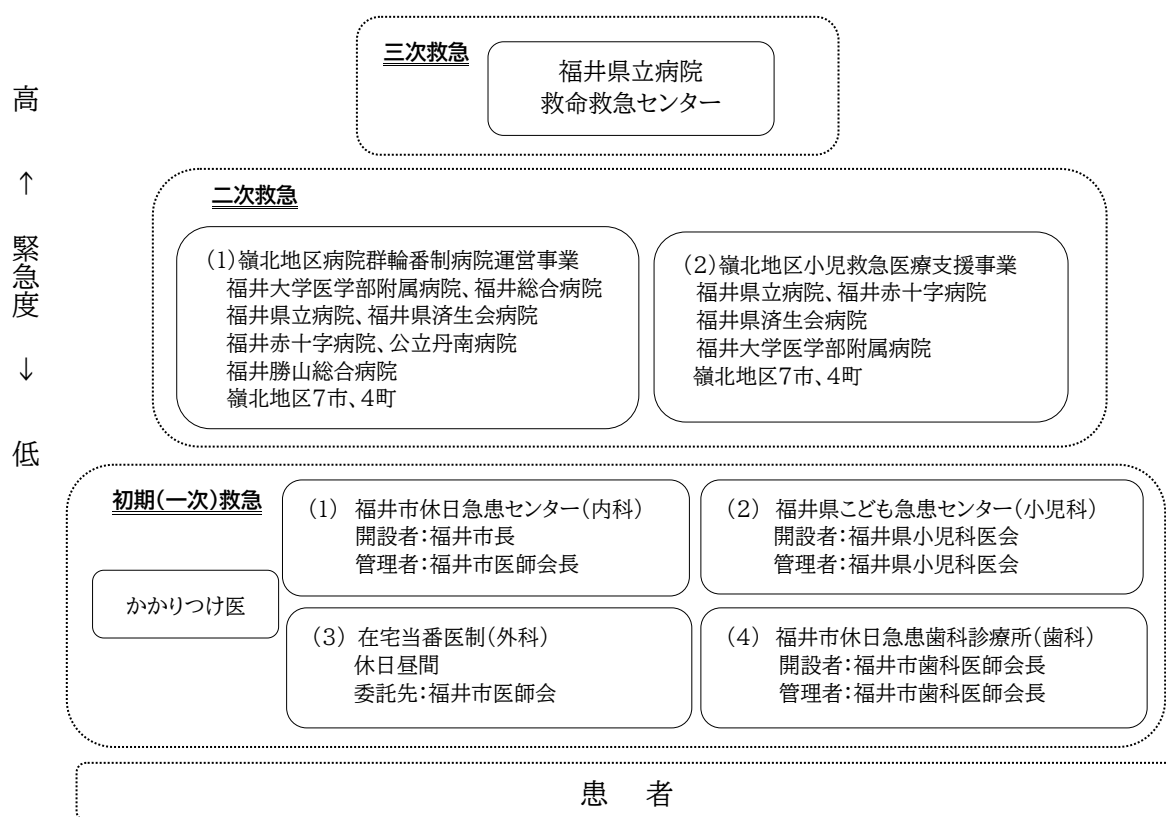 三次救急
福井県立病院
救命救急センター
高
↑
緊急度
↓
低
二次救急
(1)嶺北地区病院群輪番制病院運営事業
福井大学医学部附属病院、福井総合病院
福井県立病院、福井県済生会病院
福井赤十字病院、公立丹南病院
福井勝山総合病院
嶺北地区7市、4町
(2)嶺北地区小児救急医療支援事業
福井県立病院、福井赤十字病院
福井県済生会病院
福井大学医学部附属病院
嶺北地区7市、4町
初期(一次)救急
かかりつけ医
(1) 福井市休日急患センター(内科)
開設者:福井市長
管理者:福井市医師会長
(2) 福井県こども急患センター(小児科)
開設者:福井県小児科医会
管理者:福井県小児科医会
(3) 在宅当番医制(外科)
休日昼間
委託先:福井市医師会
(4) 福井市休日急患歯科診療所(歯科)
開設者:福井市歯科医師会長
管理者:福井市歯科医師会長
患 者